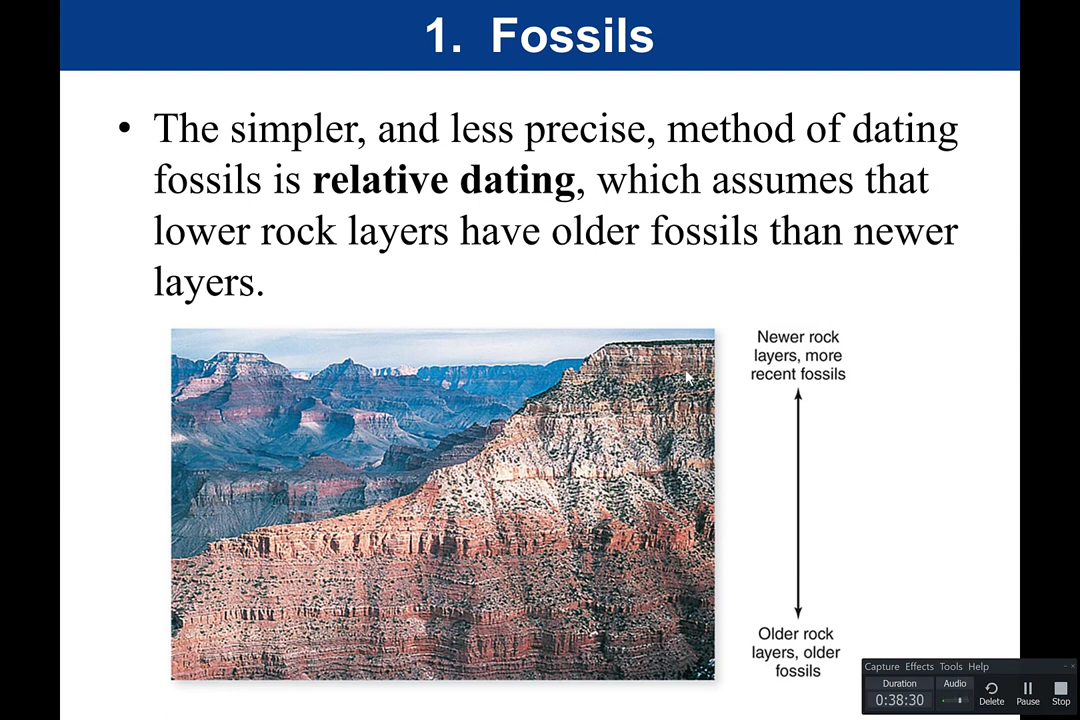 1. Fossils
• The simpler, and less precise, method of dating
fossils is relative dating, which assumes that
lower rock layers have older fossils than newer
layers.
Newer rock
layers, more
recent fossils
Older rock
layers, older
fossils
Capture Effects Tools Help
Duration Audio
0:38:30 Delete Pause Stop